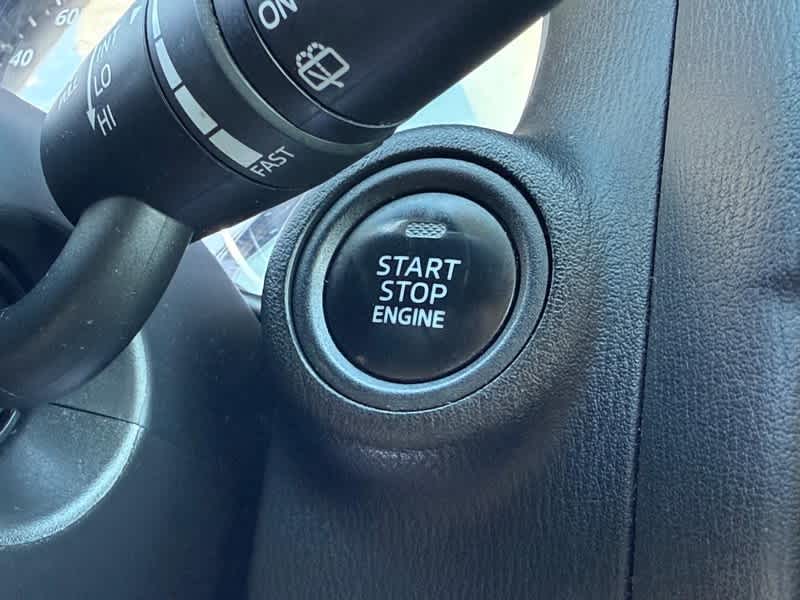 60
40
ON
INT
LO
HI
FAST
START
STOP
ENGINE